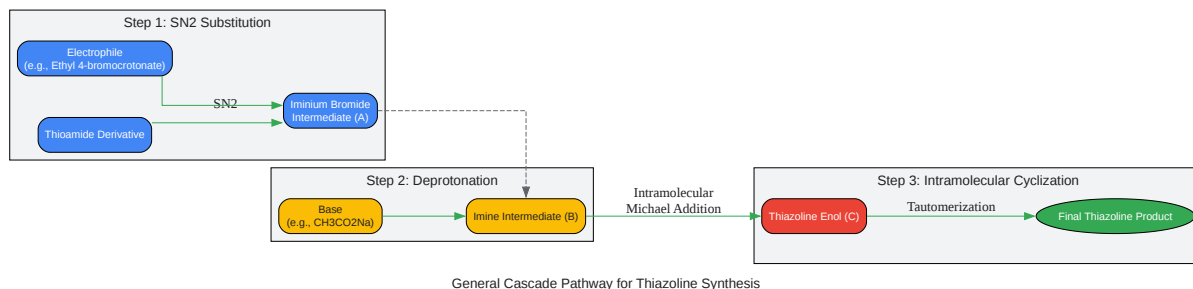 Step 1: SN2 Substitution
Electrophile
(e.g., Ethyl 4-bromocrotonate)
SN2
Iminium Bromide
Intermediate (A)
Thioamide Derivative
Step 2: Deprotonation
Base
(e.g., CH3CO2Na)
Imine Intermediate (B)
Intramolecular
Michael Addition
Step 3: Intramolecular Cyclization
Thiazoline Enol (C)
Tautomerization
Final Thiazoline Product
General Cascade Pathway for Thiazoline Synthesis